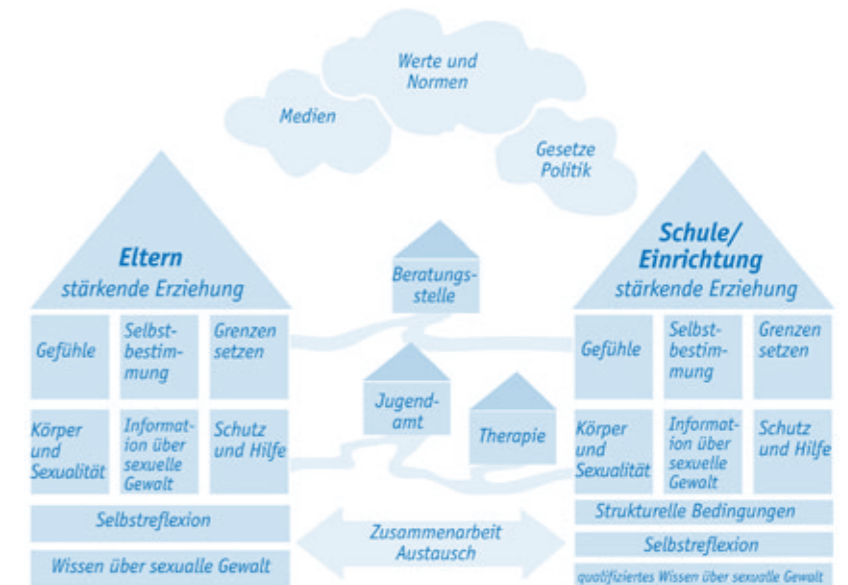 Werte und
Normen
Medien
Gesetze
Politik
Eltern
stärkende Erziehung
Schule/
Einrichtung
stärkende Erziehung
Beratungs-
stelle
Gefühle
Selbst-
bestim-
mung
Grenzen
setzen
Gefühle
Selbst-
bestim-
mung
Grenzen
setzen
Jugend-
amt
Therapie
Körper
und
Sexualität
Informat-
ion über
sexuelle
Gewalt
Schutz
und Hilfe
Körper
und
Sexualität
Informat-
ion über
sexuelle
Gewalt
Schutz
und Hilfe
Selbstreflexion
Wissen über sexualle Gewalt
Zusammenarbeit
Austausch
Strukturelle Bedingungen
Selbstreflexion
qualifiziertes Wissen über sexualle Gewalt